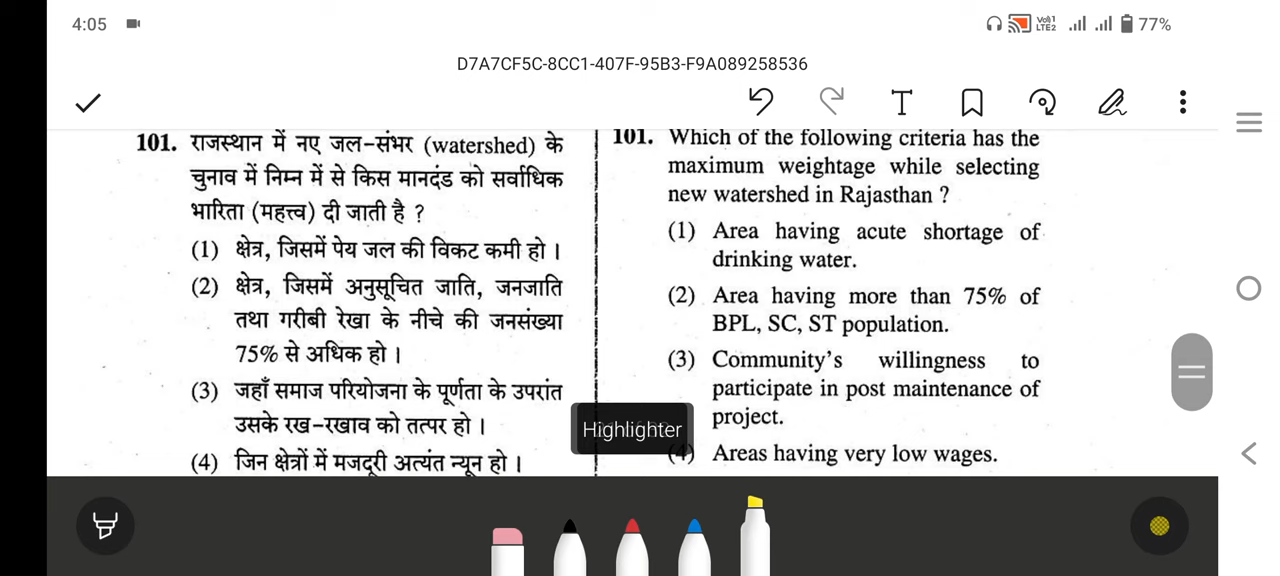 4:05
Vo)) 1
LTE2
77%
D7A7CF5C-8CC1-407F-95B3-F9A089258536
T
101. राजस्थान में नए जल-संभर (watershed) के
चुनाव में निम्न में से किस मानदंड को सर्वाधिक
भारिता (महत्त्व) दी जाती है ?
(1) क्षेत्र, जिसमें पेय जल की विकट कमी हो ।
(2) क्षेत्र, जिसमें अनुसूचित जाति, जनजाति
तथा गरीबी रेखा के नीचे की जनसंख्या
75% से अधिक हो ।
(3) जहाँ समाज परियोजना के पूर्णता के उपरांत
उसके रख-रखाव को तत्पर हो ।
(4) जिन क्षेत्रों में मजदूरी अत्यंत न्यून हो ।
101. Which of the following criteria has the
maximum weightage while selecting
new watershed in Rajasthan ?
(1) Area having acute shortage of
drinking water.
(2) Area having more than 75% of
BPL, SC, ST population.
(3) Community's willingness to
participate in post maintenance of
project.
(4) Areas having very low wages.
Highlighter